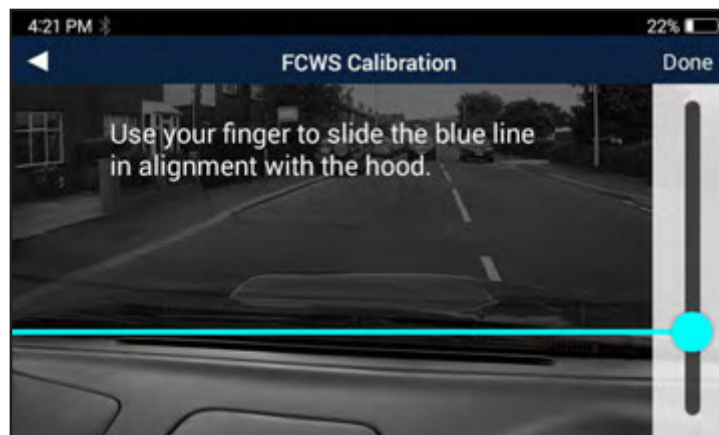 4:21 PM
22%
FCWS Calibration
Done
Use your finger to slide the blue line
in alignment with the hood.